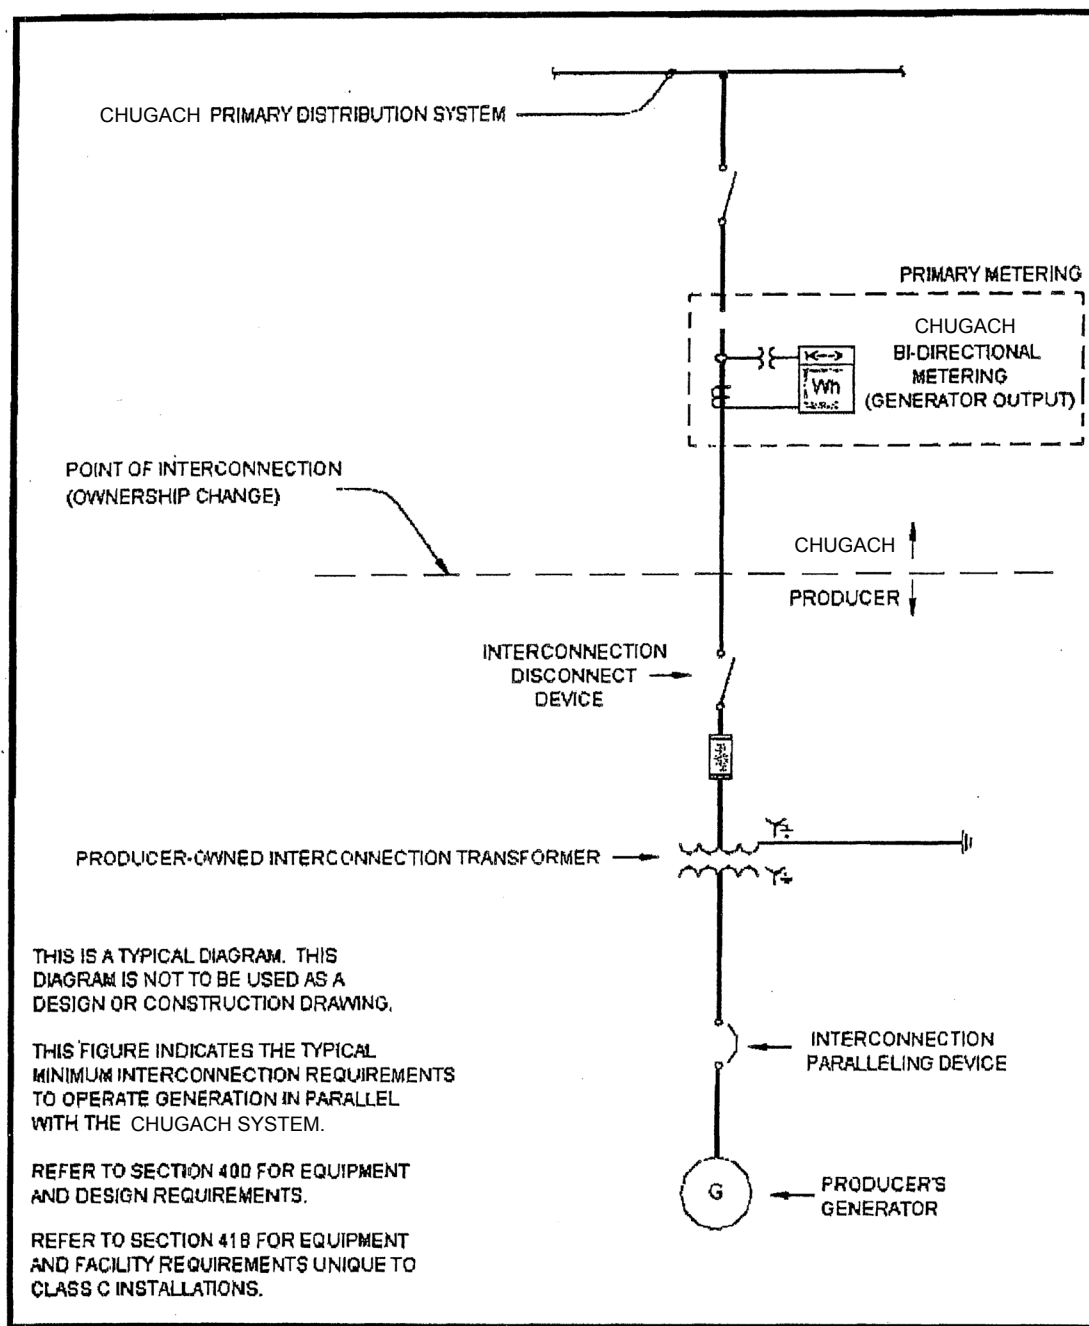 CHUGACH PRIMARY DISTRIBUTION SYSTEM
PRIMARY METERING
CHUGACH
BI-DIRECTIONAL
METERING
(GENERATOR OUTPUT)
Wh
POINT OF INTERCONNECTION
(OWNERSHIP CHANGE)
CHUGACH
PRODUCER
INTERCONNECTION
DISCONNECT
DEVICE
Y
PRODUCER-OWNED INTERCONNECTION TRANSFORMER
Y
THIS IS A TYPICAL DIAGRAM. THIS
DIAGRAM IS NOT TO BE USED AS A
DESIGN OR CONSTRUCTION DRAWING.
THIS FIGURE INDICATES THE TYPICAL
MINIMUM INTERCONNECTION REQUIREMENTS
TO OPERATE GENERATION IN PARALLEL
WITH THE CHUGACH SYSTEM.
INTERCONNECTION
PARALLELING DEVICE
REFER TO SECTION 400 FOR EQUIPMENT
AND DESIGN REQUIREMENTS.
G
PRODUCER'S
GENERATOR
REFER TO SECTION 418 FOR EQUIPMENT
AND FACILITY REQUIREMENTS UNIQUE TO
CLASS C INSTALLATIONS.